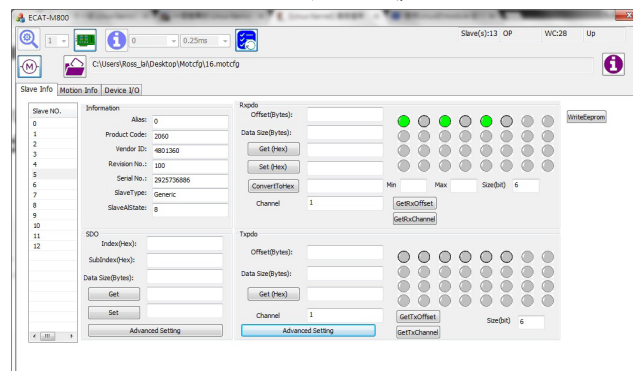 ECAT-M800
1
0
0.25ms
Slave(s):13 OP
WC:28
Up
C:\Users\Ross_lai\Desktop\Motcfg\16.motcfg
Slave Info
Motion Info
Device I/O
Slave NO.
0
1
2
3
4
5
6
7
8
9
10
11
12
Information
Alias: 0
Product Code: 2060
Vendor ID: 4801360
Revision No.: 100
Serial No.: 2925736886
SlaveType: Generic
SlaveAlState: 8
SDO
Index(Hex):
SubIndex(Hex):
Data Size(Bytes):
Get
Set
Advanced Setting
Rxpdo
Offset(Bytes):
Data Size(Bytes):
Get (Hex)
Set (Hex)
ConvertToHex
Channel 1
Min
Max
Size(bit) 6
GetRxOffset
GetRxChannel
WriteEeprom
Txpdo
Offset(Bytes):
Data Size(Bytes):
Get (Hex)
Channel 1
Advanced Setting
GetTxOffset
GetTxChannel
Size(bit) 6